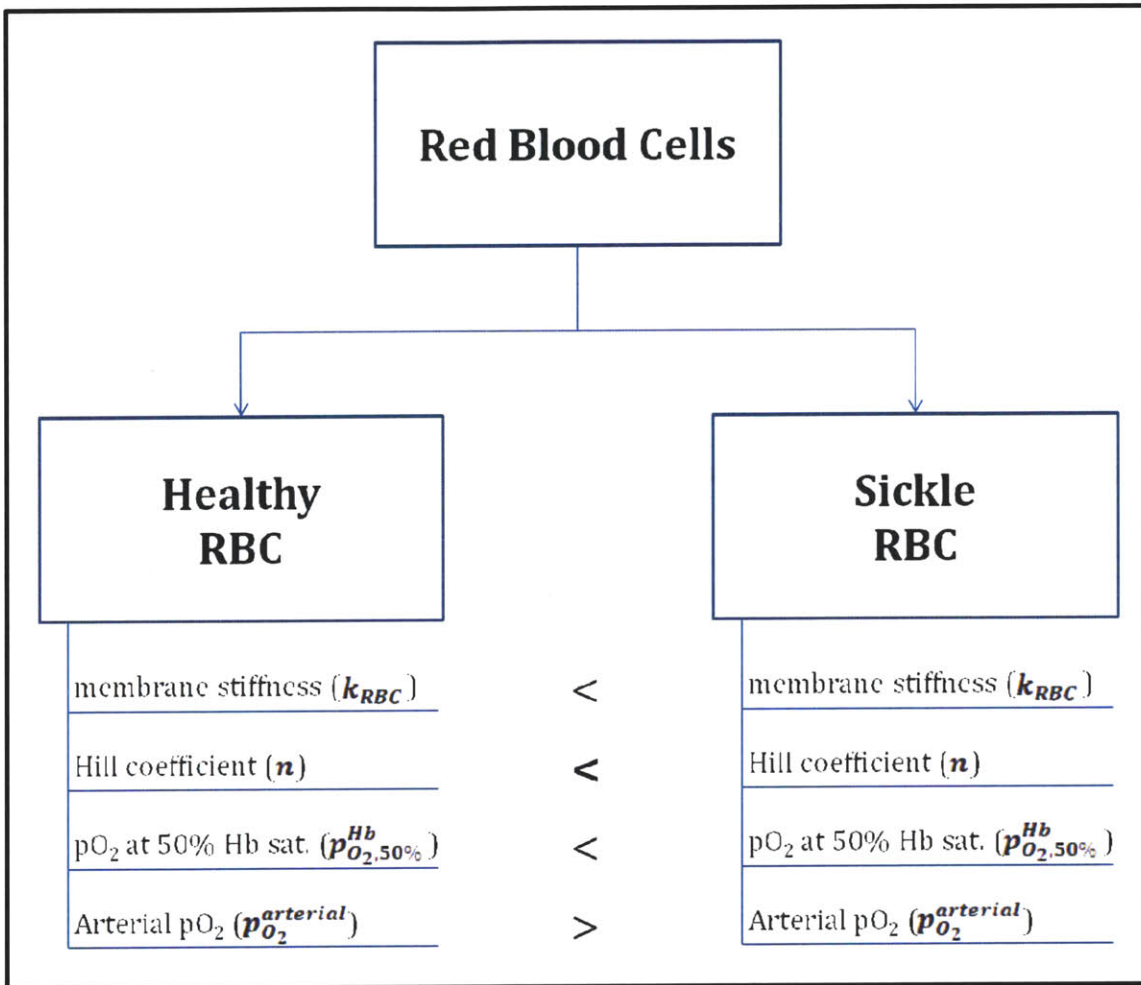 Red Blood Cells
Healthy
RBC
Sickle
RBC
membrane stiffness (k_RBC) < membrane stiffness (k_RBC)
Hill coefficient (n) < Hill coefficient (n)
pO₂ at 50% Hb sat. (p^Hb_O₂,50%) < pO₂ at 50% Hb sat. (p^Hb_O₂,50%)
Arterial pO₂ (p^arterial_O₂) > Arterial pO₂ (p^arterial_O₂)